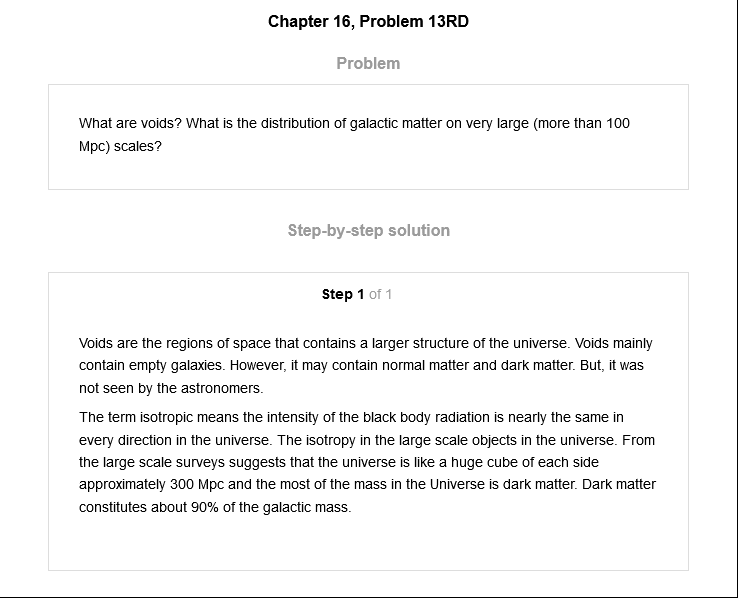 Chapter 16, Problem 13RD
Problem
What are voids? What is the distribution of galactic matter on very large (more than 100
Mpc) scales?
Step-by-step solution
Step 1 of 1
Voids are the regions of space that contains a larger structure of the universe. Voids mainly
contain empty galaxies. However, it may contain normal matter and dark matter. But, it was
not seen by the astronomers.
The term isotropic means the intensity of the black body radiation is nearly the same in
every direction in the universe. The isotropy in the large scale objects in the universe. From
the large scale surveys suggests that the universe is like a huge cube of each side
approximately 300 Mpc and the most of the mass in the Universe is dark matter. Dark matter
constitutes about 90% of the galactic mass.